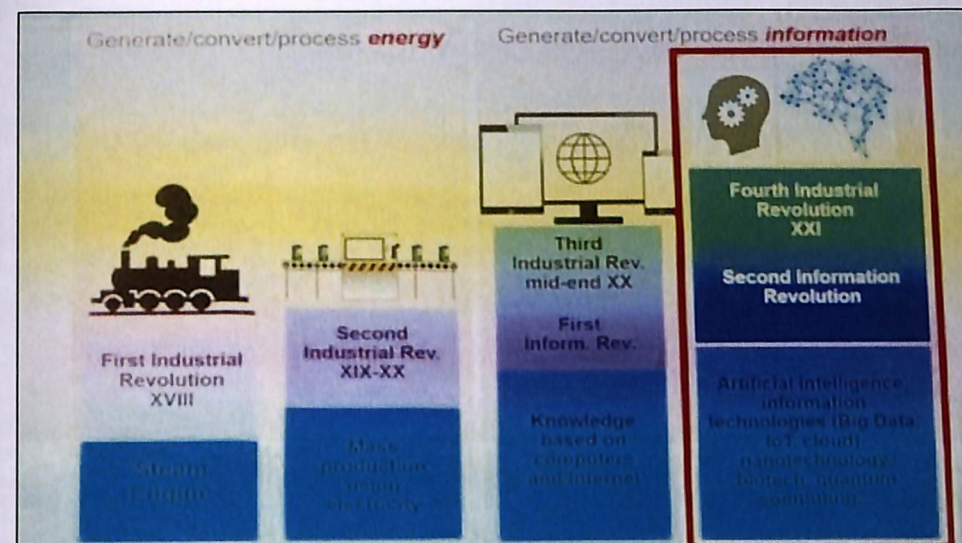 Generate/convert/process energy
Generate/convert/process information
First Industrial
Revolution
XVIII
Steam
Engine
Second
Industrial Rev.
XIX-XX
Mass
production
using
electricity
Third
Industrial Rev.
mid-end XX
First
Inform. Rev.
Knowledge
based on
computers
and Internet
Fourth Industrial
Revolution
XXI
Second Information
Revolution
Artificial Intelligence,
information
technologies (Big Data,
IoT, cloud)
nanotechnology,
biotech, quantum
computing